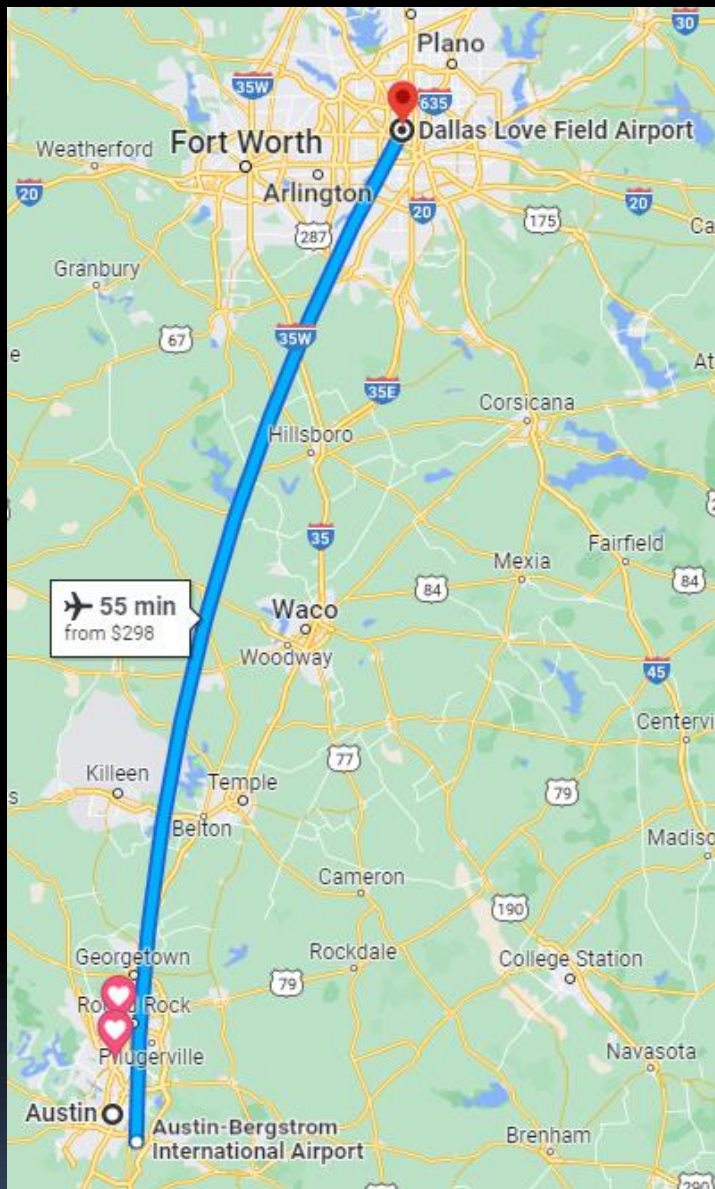 Plano
30
35W
635
Dallas Love Field Airport
Fort Worth
Weatherford
Arlington
20
20
20
175
Ca
287
Granbury
35W
67
e
At
35E
Corsicana
Hillsboro
35
Fairfield
Mexia
84
84
55 min
from $298
Waco
Woodway
45
Centervi
77
Killeen
Temple
79
s
Belton
Madisc
Cameron
190
Georgetown
Rockdale
College Station
79
Round Rock
Pflugerville
Navasota
Austin
Austin-Bergstrom
International Airport
Brenham
290